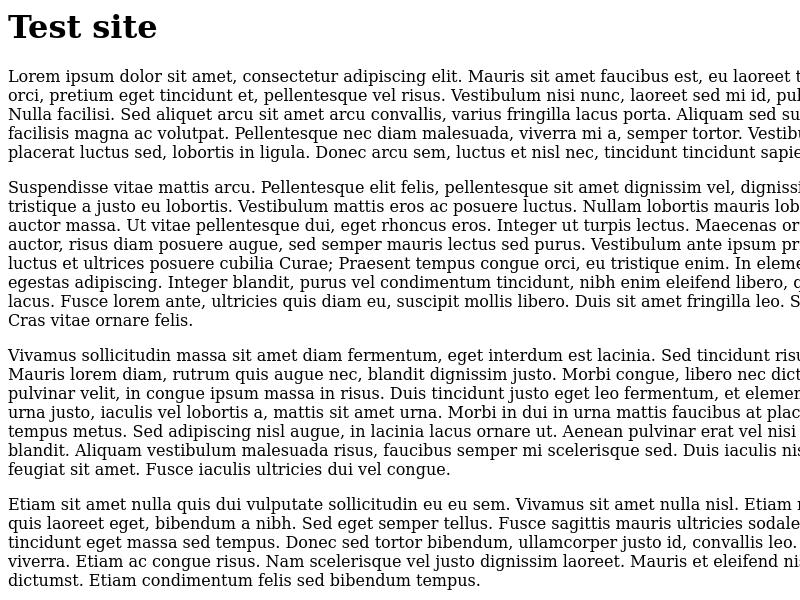 Test site
Lorem ipsum dolor sit amet, consectetur adipiscing elit. Mauris sit amet faucibus est, eu laoreet
orci, pretium eget tincidunt et, pellentesque vel risus. Vestibulum nisi nunc, laoreet sed mi id,
Nulla facilisi. Sed aliquet arcu sit amet arcu convallis, varius fringilla lacus porta. Aliquam sed
facilisis magna ac volutpat. Pellentesque nec diam malesuada, viverra mi a, semper tortor.
placerat luctus sed, lobortis in ligula. Donec arcu sem, luctus et nisl nec, tincidunt tincidunt
Suspendisse vitae mattis arcu. Pellentesque elit felis, pellentesque sit amet dignissim vel,
tristique a justo eu lobortis. Vestibulum mattis eros ac posuere luctus. Nullam lobortis mauris
auctor massa. Ut vitae pellentesque dui, eget rhoncus eros. Integer ut turpis lectus. Maecenas
auctor, risus diam posuere augue, sed semper mauris lectus sed purus. Vestibulum ante ipsum
luctus et ultrices posuere cubilia Curae; Praesent tempus congue orci, eu tristique enim. In
egestas adipiscing. Integer blandit, purus vel condimentum tincidunt, nibh enim eleifend libero,
lacus. Fusce lorem ante, ultricies quis diam eu, suscipit mollis libero. Duis sit amet fringilla leo.
Cras vitae ornare felis.
Vivamus sollicitudin massa sit amet diam fermentum, eget interdum est lacinia. Sed tincidunt
Mauris lorem diam, rutrum quis augue nec, blandit dignissim justo. Morbi congue, libero nec
pulvinar velit, in congue ipsum massa in risus. Duis tincidunt justo eget leo fermentum, et
urna justo, iaculis vel lobortis a, mattis sit amet urna. Morbi in dui in urna mattis faucibus at
tempus metus. Sed adipiscing nisl augue, in lacinia lacus ornare ut. Aenean pulvinar erat vel nisi
blandit. Aliquam vestibulum malesuada risus, faucibus semper mi scelerisque sed. Duis iaculis
feugiat sit amet. Fusce iaculis ultricies dui vel congue.
Etiam sit amet nulla quis dui vulputate sollicitudin eu eu sem. Vivamus sit amet nulla nisl. Etiam
quis laoreet eget, bibendum a nibh. Sed eget semper tellus. Fusce sagittis mauris ultricies
tincidunt eget massa sed tempus. Donec sed tortor bibendum, ullamcorper justo id, convallis leo.
viverra. Etiam ac congue risus. Nam scelerisque vel justo dignissim laoreet. Mauris et eleifend
dictumst. Etiam condimentum felis sed bibendum tempus.